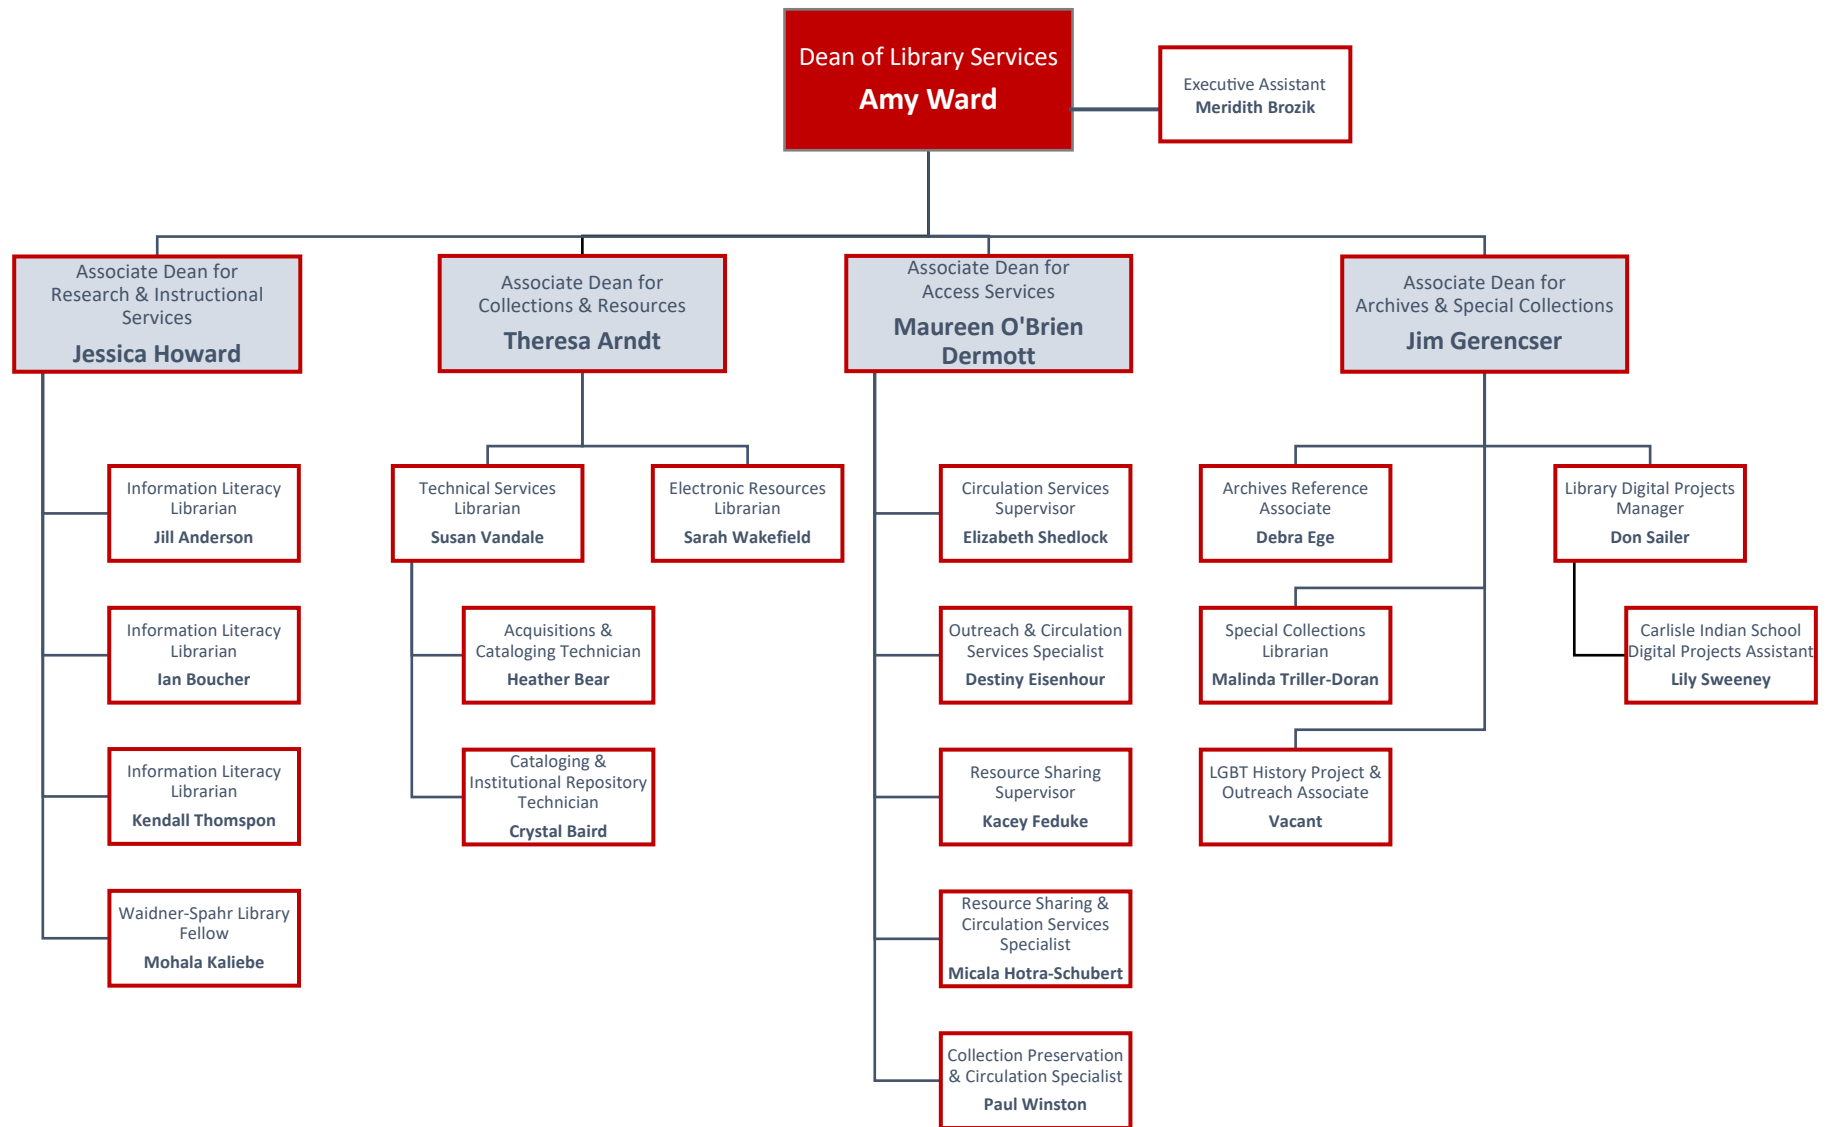 Dean of Library Services
Amy Ward
Executive Assistant
Meridith Brozik
Associate Dean for
Research & Instructional
Services
Jessica Howard
Associate Dean for
Collections & Resources
Theresa Arndt
Associate Dean for
Access Services
Maureen O'Brien
Dermott
Associate Dean for
Archives & Special Collections
Jim Gerencser
Information Literacy
Librarian
Jill Anderson
Information Literacy
Librarian
Ian Boucher
Information Literacy
Librarian
Kendall Thomspon
Waidner-Spahr Library
Fellow
Mohala Kaliebe
Technical Services
Librarian
Susan Vandale
Electronic Resources
Librarian
Sarah Wakefield
Acquisitions &
Cataloging Technician
Heather Bear
Cataloging &
Institutional Repository
Technician
Crystal Baird
Circulation Services
Supervisor
Elizabeth Shedlock
Outreach & Circulation
Services Specialist
Destiny Eisenhour
Resource Sharing
Supervisor
Kacey Feduke
Resource Sharing &
Circulation Services
Specialist
Micala Hotra-Schubert
Collection Preservation
& Circulation Specialist
Paul Winston
Archives Reference
Associate
Debra Ege
Special Collections
Librarian
Malinda Triller-Doran
LGBT History Project &
Outreach Associate
Vacant
Library Digital Projects
Manager
Don Sailer
Carlisle Indian School
Digital Projects Assistant
Lily Sweeney